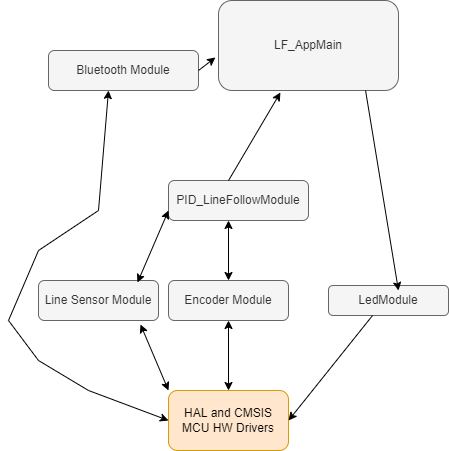 LF_AppMain
Bluetooth Module
PID_LineFollowModule
Line Sensor Module
Encoder Module
LedModule
HAL and CMSIS
MCU HW Drivers